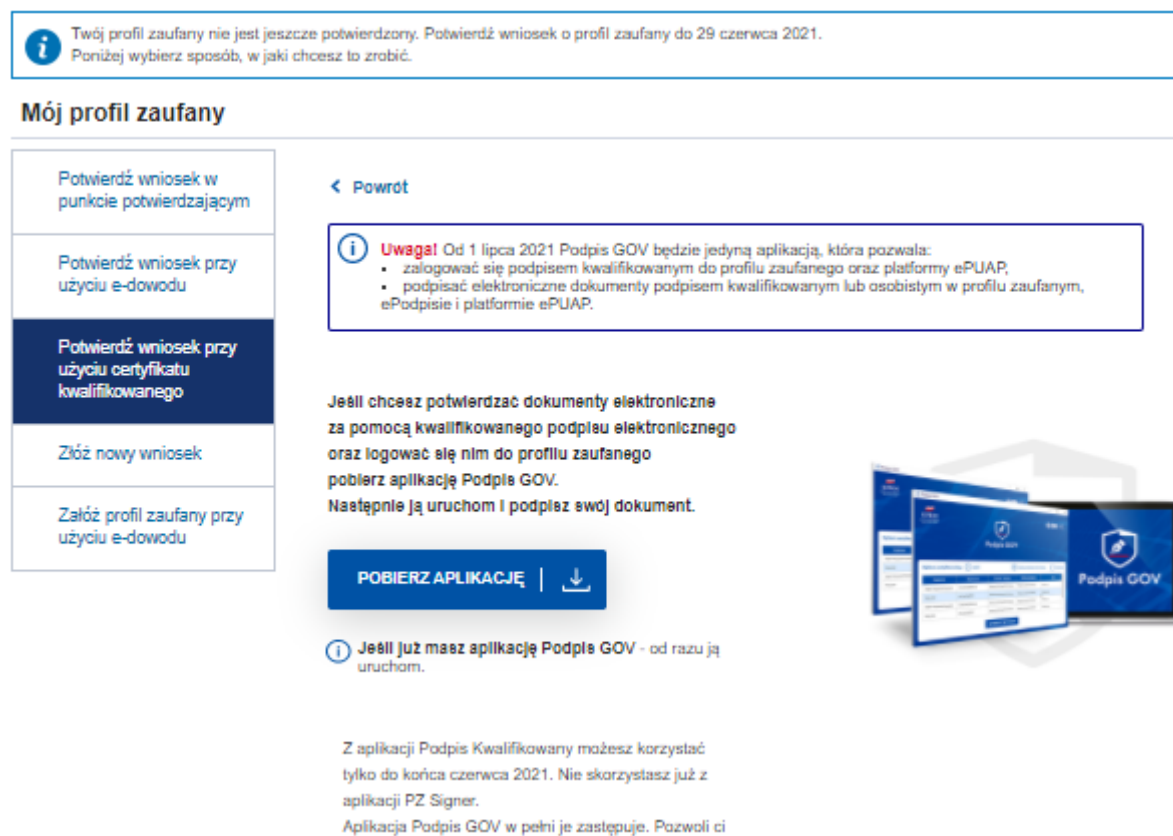 Twój profil zaufany nie jest jeszcze potwierdzony. Potwierdź wniosek o profil zaufany do 29 czerwca 2021.
Poniżej wybierz sposób, w jaki chcesz to zrobić.
Mój profil zaufany
Potwierdź wniosek w
punkcie potwierdzającym
Potwierdź wniosek przy
użyciu e-dowodu
Potwierdź wniosek przy
użyciu certyfikatu
kwalifikowanego
Złóż nowy wniosek
Załóż profil zaufany przy
użyciu e-dowodu
Powrót
Uwaga! Od 1 lipca 2021 Podpis GOV będzie jedyną aplikacją, która pozwala:
• zalogować się podpisem kwalifikowanym do profilu zaufanego oraz platformy ePUAP,
• podpisać elektroniczne dokumenty podpisem kwalifikowanym lub osobistym w profilu zaufanym,
ePodpisie i platformie ePUAP.
Jeśli chcesz potwierdzać dokumenty elektroniczne
za pomocą kwalifikowanego podpisu elektronicznego
oraz logować się nim do profilu zaufanego
pobierz aplikację Podpis GOV.
Następnie ją uruchom i podpisz swój dokument.
POBIERZ APLIKACJĘ
Jeśli już masz aplikację Podpis GOV - od razu ją
uruchom.
Podpis GOV
Podpis GOV
Z aplikacji Podpis Kwalifikowany możesz korzystać
tylko do końca czerwca 2021. Nie skorzystasz już z
aplikacji PZ Signer.
Aplikacja Podpis GOV w pełni je zastępuje. Pozwoli ci